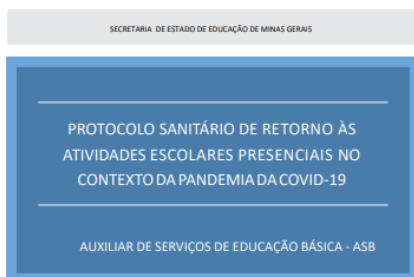 SECRETARIA DE ESTADO DE EDUCAÇÃO DE MINAS GERAIS
PROTOCOLO SANITÁRIO DE RETORNO ÀS
ATIVIDADES ESCOLARES PRESENCIAIS NO
CONTEXTO DA PANDEMIA DA COVID-19
AUXILIAR DE SERVIÇOS DE EDUCAÇÃO BÁSICA - ASB